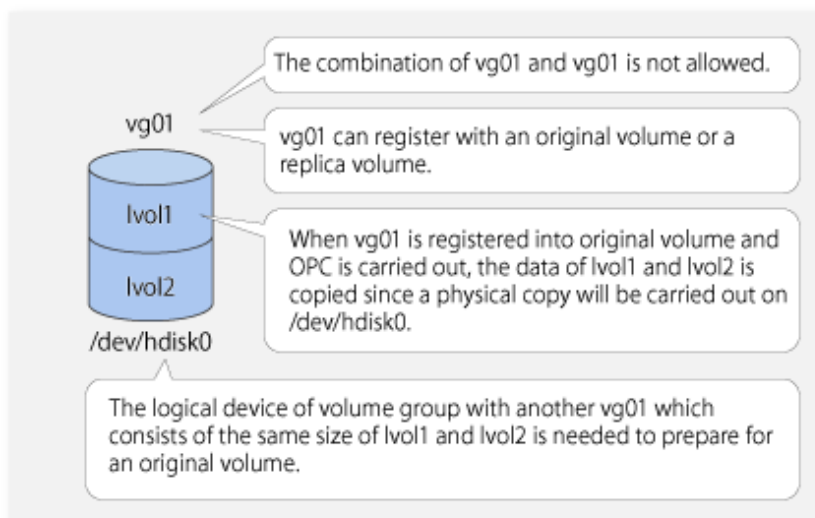 The combination of vg01 and vg01 is not allowed.
vg01
vg01 can register with an original volume or a
replica volume.
lvol1
When vg01 is registered into original volume and
OPC is carried out, the data of lvol1 and lvol2 is
copied since a physical copy will be carried out on
/dev/hdisk0.
lvol2
/dev/hdisk0
The logical device of volume group with another vg01 which
consists of the same size of lvol1 and lvol2 is needed to prepare for
an original volume.